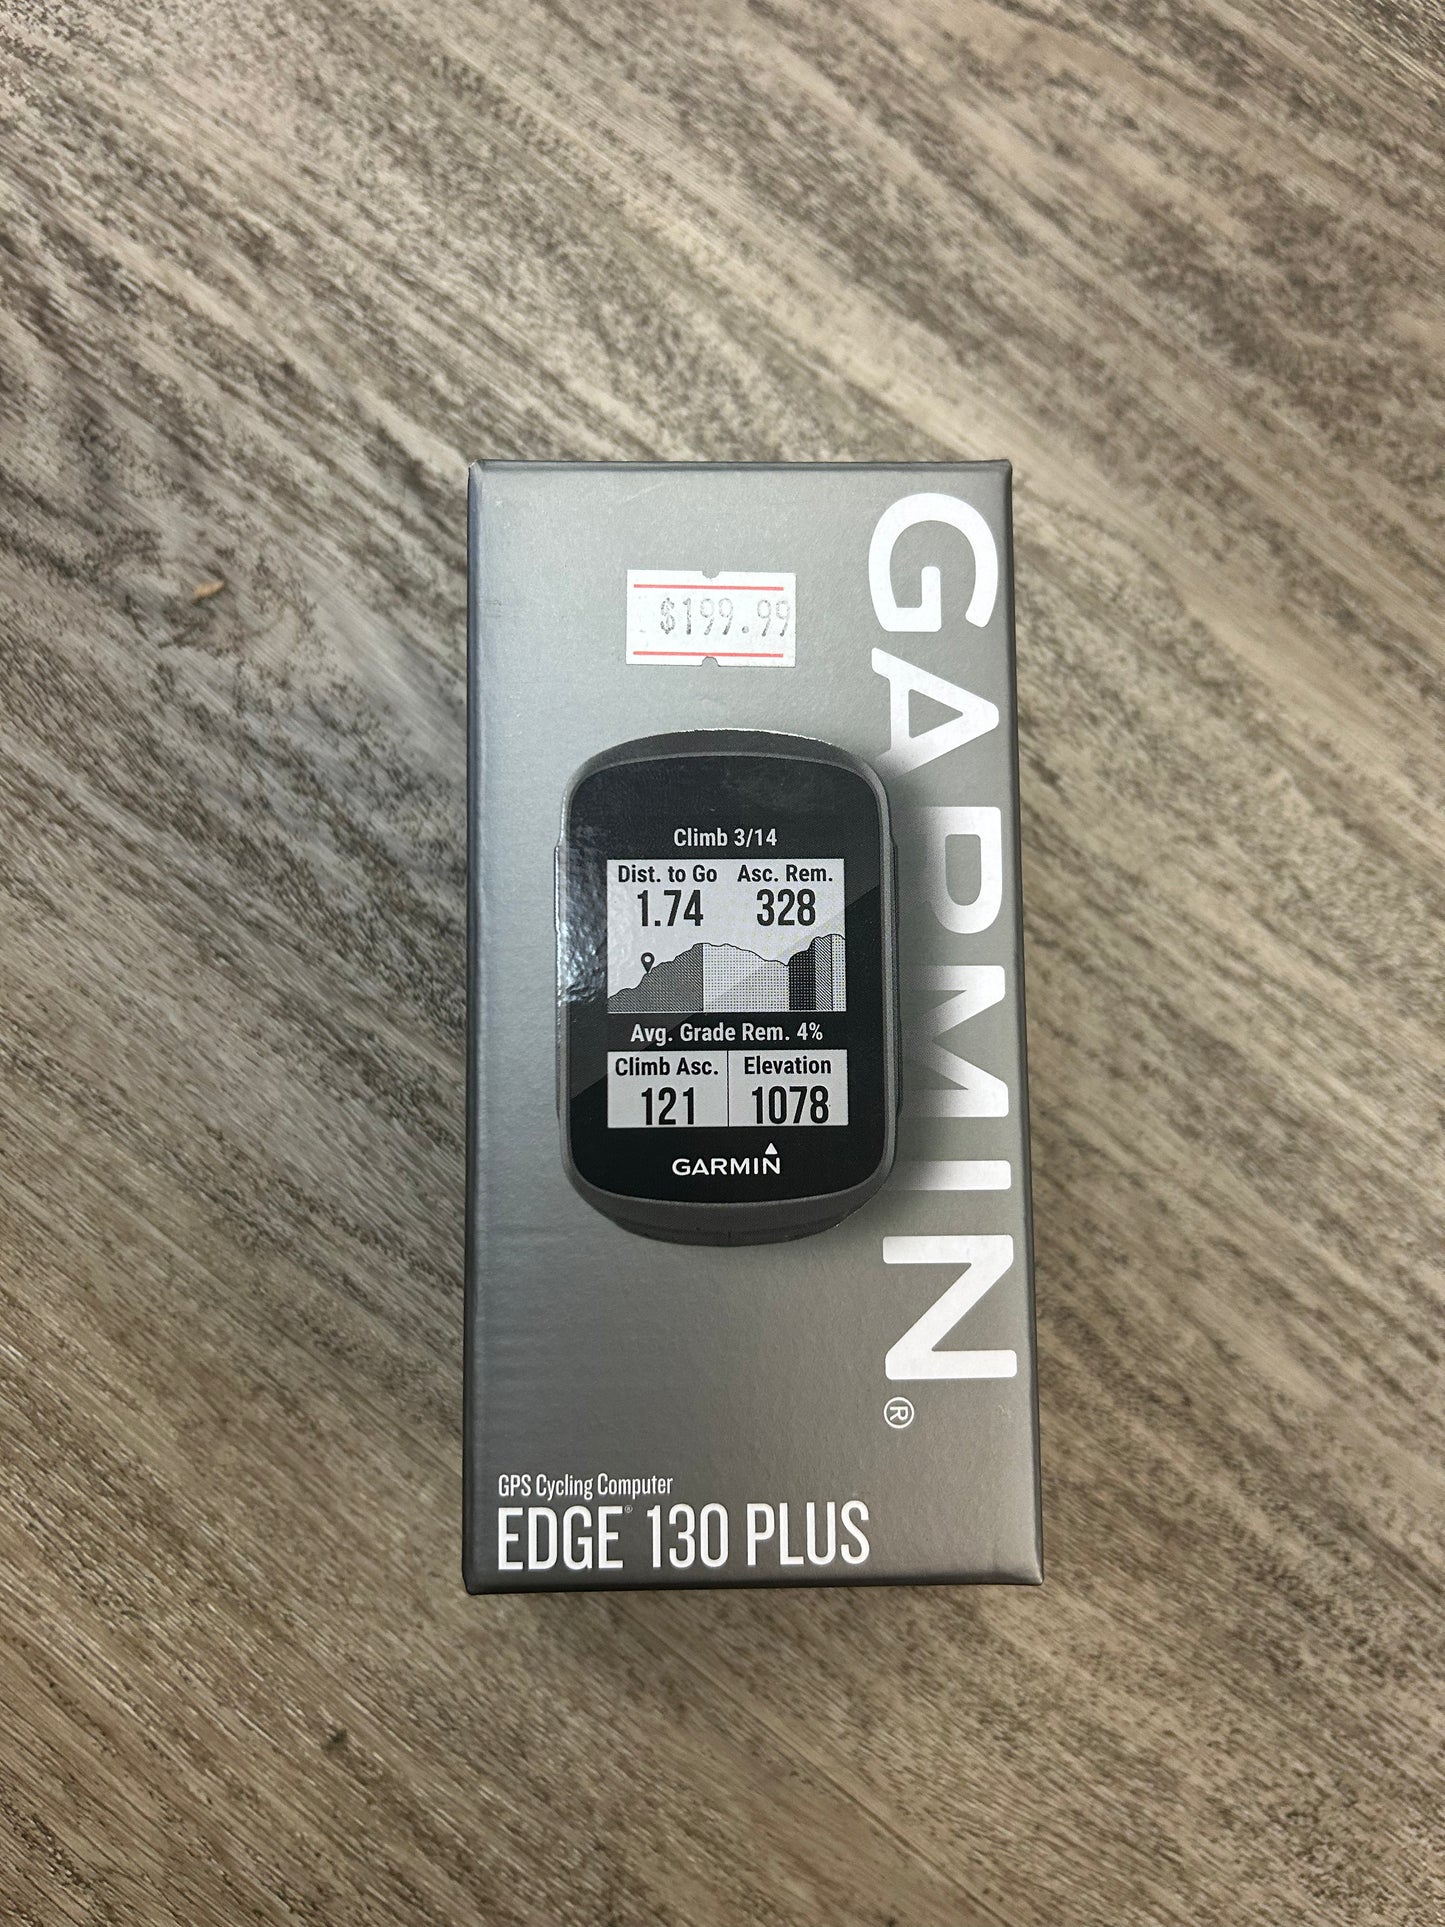 $199.99
GARMIN®
Climb 3/14
Dist. to Go Asc. Rem.
1.74 328
Avg. Grade Rem. 4%
Climb Asc. Elevation
121 1078
GARMIN
GPS Cycling Computer
EDGE® 130 PLUS